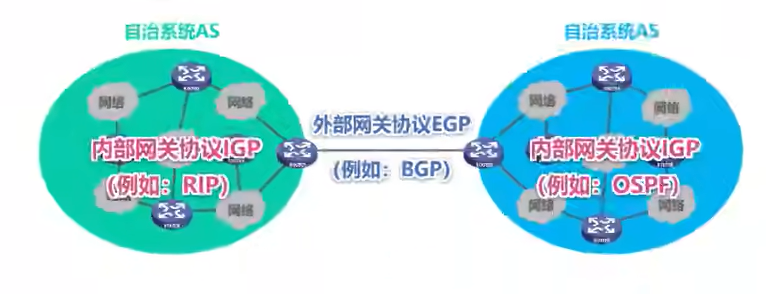 自治系统AS
自治系统AS
网络
网络
网络
网络
外部网关协议EGP
(例如：BGP)
内部网关协议IGP
(例如：RIP)
内部网关协议IGP
(例如：OSPF)
网络
网络
网络